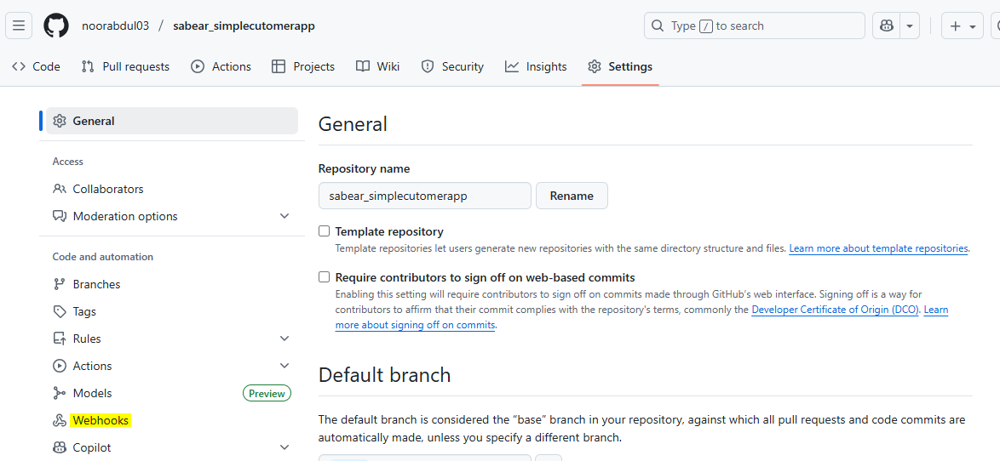 noorabdul03 / sabear_simplecutomerapp
Type / to search
Code
Pull requests
Actions
Projects
Wiki
Security
Insights
Settings
General
Access
Collaborators
Moderation options
Code and automation
Branches
Tags
Rules
Actions
Models
Preview
Webhooks
Copilot
General
Repository name
sabear_simplecutomerapp
Rename
Template repository
Template repositories let users generate new repositories with the same directory structure and files. Learn more about template repositories.
Require contributors to sign off on web-based commits
Enabling this setting will require contributors to sign off on commits made through GitHub's web interface. Signing off is a way for
contributors to affirm that their commit complies with the repository's terms, commonly the Developer Certificate of Origin (DCO). Learn
more about signing off on commits.
Default branch
The default branch is considered the “base” branch in your repository, against which all pull requests and code commits are
automatically made, unless you specify a different branch.